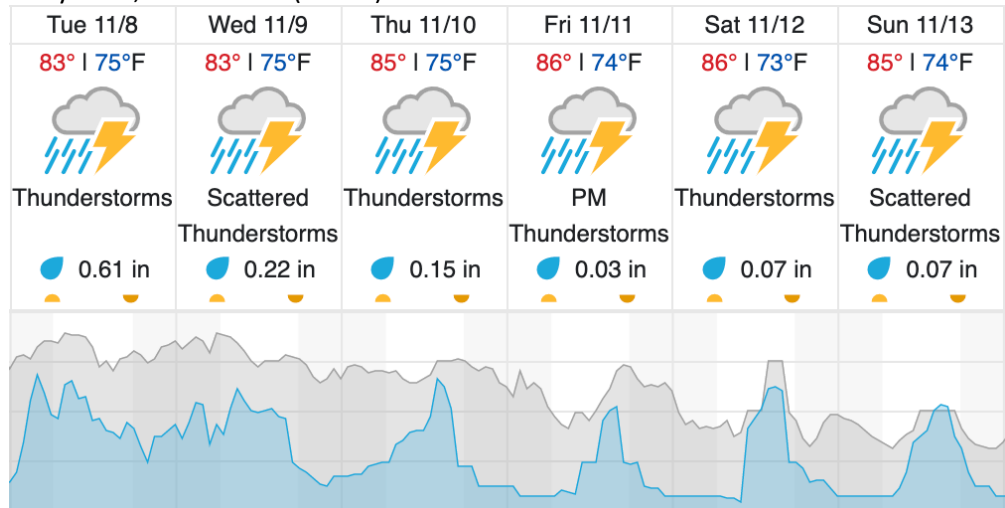 Tue 11/8 Wed 11/9 Thu 11/10 Fri 11/11 Sat 11/12 Sun 11/13
83° | 75°F 83° | 75°F 85° | 75°F 86° | 74°F 86° | 73°F 85° | 74°F
Thunderstorms Scattered Thunderstorms PM Thunderstorms Scattered
Thunderstorms Thunderstorms Thunderstorms
0.61 in 0.22 in 0.15 in 0.03 in 0.07 in 0.07 in